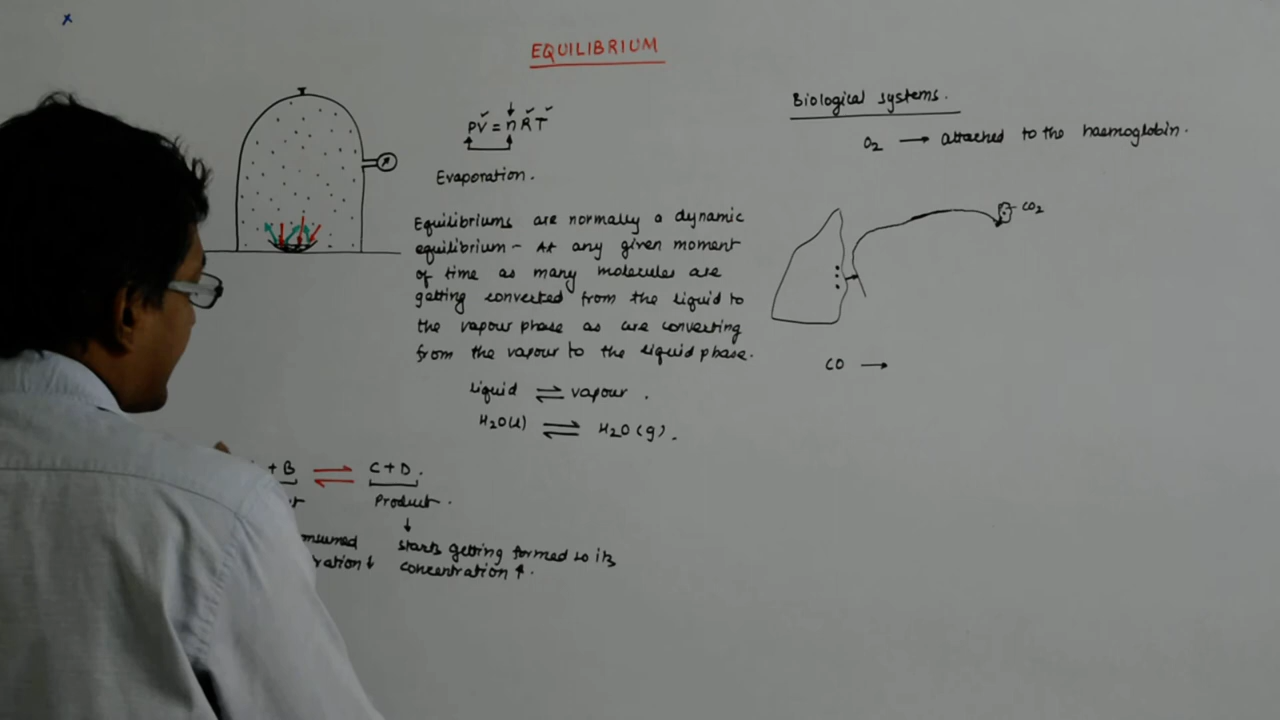 EQUILIBRIUM
PV = nRT
Evaporation.
Equilibriums are normally a dynamic
equilibrium - At any given moment
of time as many molecules are
getting converted from the liquid to
the vapour phase as are converting
from the vapour to the liquid phase.
liquid ⇌ vapour.
H2O(l) ⇌ H2O(g).
+ B ⇌ C + D.
Product.
↓
starts getting formed so its
concentration ↑.
Biological systems.
O2 → attached to the haemoglobin.
CO2
CO →